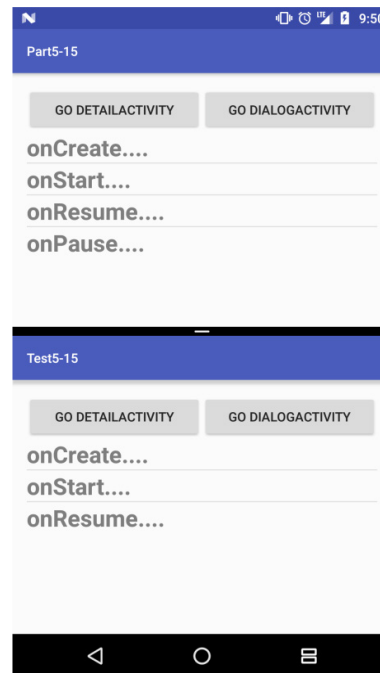 9:50
Part5-15
GO DETAILACTIVITY GO DIALOGACTIVITY
onCreate....
onStart....
onResume....
onPause....
Test5-15
GO DETAILACTIVITY GO DIALOGACTIVITY
onCreate....
onStart....
onResume....